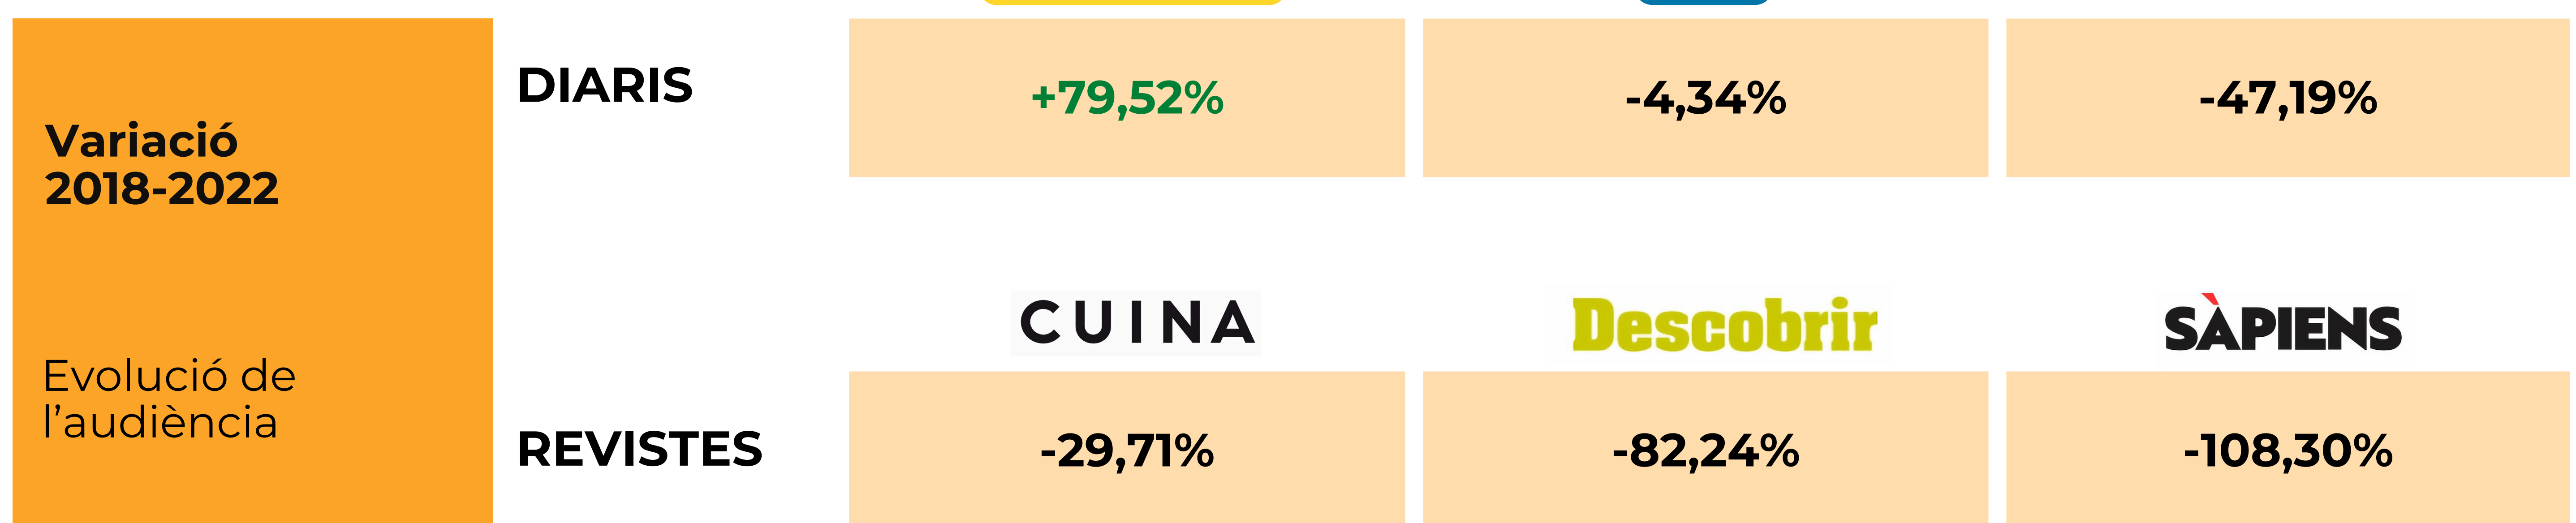 Variació
2018-2022
Evolució de
l’audiència
DIARIS
+79,52%
-4,34%
-47,19%
CUINA
Descobrir
SÀPIENS
REVISTES
-29,71%
-82,24%
-108,30%